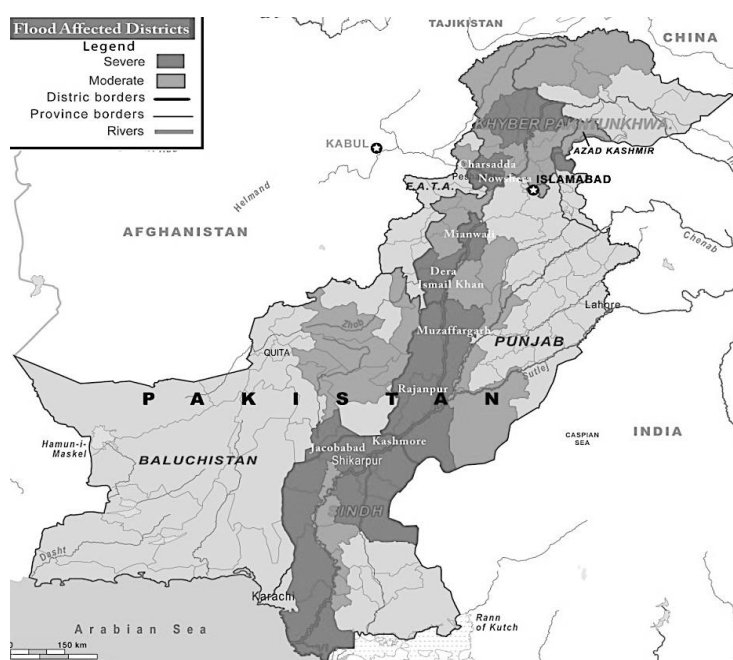 Flood Affected Districts
Legend
Severe
Moderate
Distric borders
Province borders
Rivers
TAJIKISTAN
CHINA
KHYBER PAKHTUNKHWA.
KABUL
AZAD KASHMIR
Charsadda
Nowshera
ISLAMABAD
F.A.T.A.
Helmand
AFGHANISTAN
Mianwali
Chenab
Dera
Ismail Khan
Lahore
Zhob
Muzaffargarh
PUNJAB
QUITA
Sutlej
Rajanpur
PAKISTAN
Hamun-i-
Maskel
BALUCHISTAN
Jacobabad
Kashmore
Shikarpur
CASPIAN
SEA
INDIA
SINDH
Dasht
Karachi
Arabian Sea
Rann
of Kutch
0 150 km